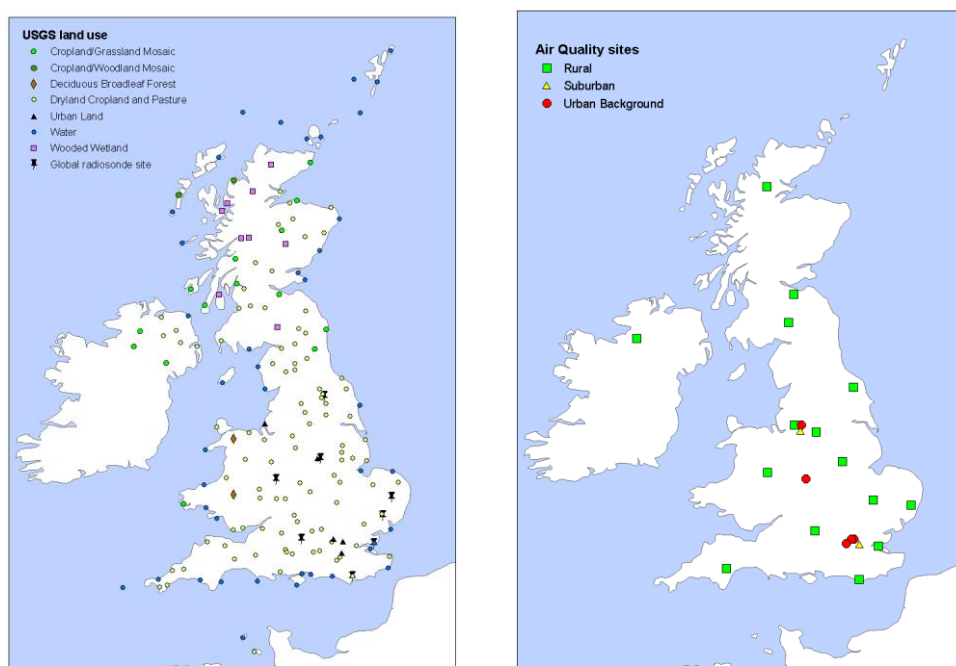 USGS land use
Cropland/Grassland Mosaic
Cropland/Woodland Mosaic
Deciduous Broadleaf Forest
Dryland Cropland and Pasture
Urban Land
Water
Wooded Wetland
Global radiosonde site
Air Quality sites
Rural
Suburban
Urban Background